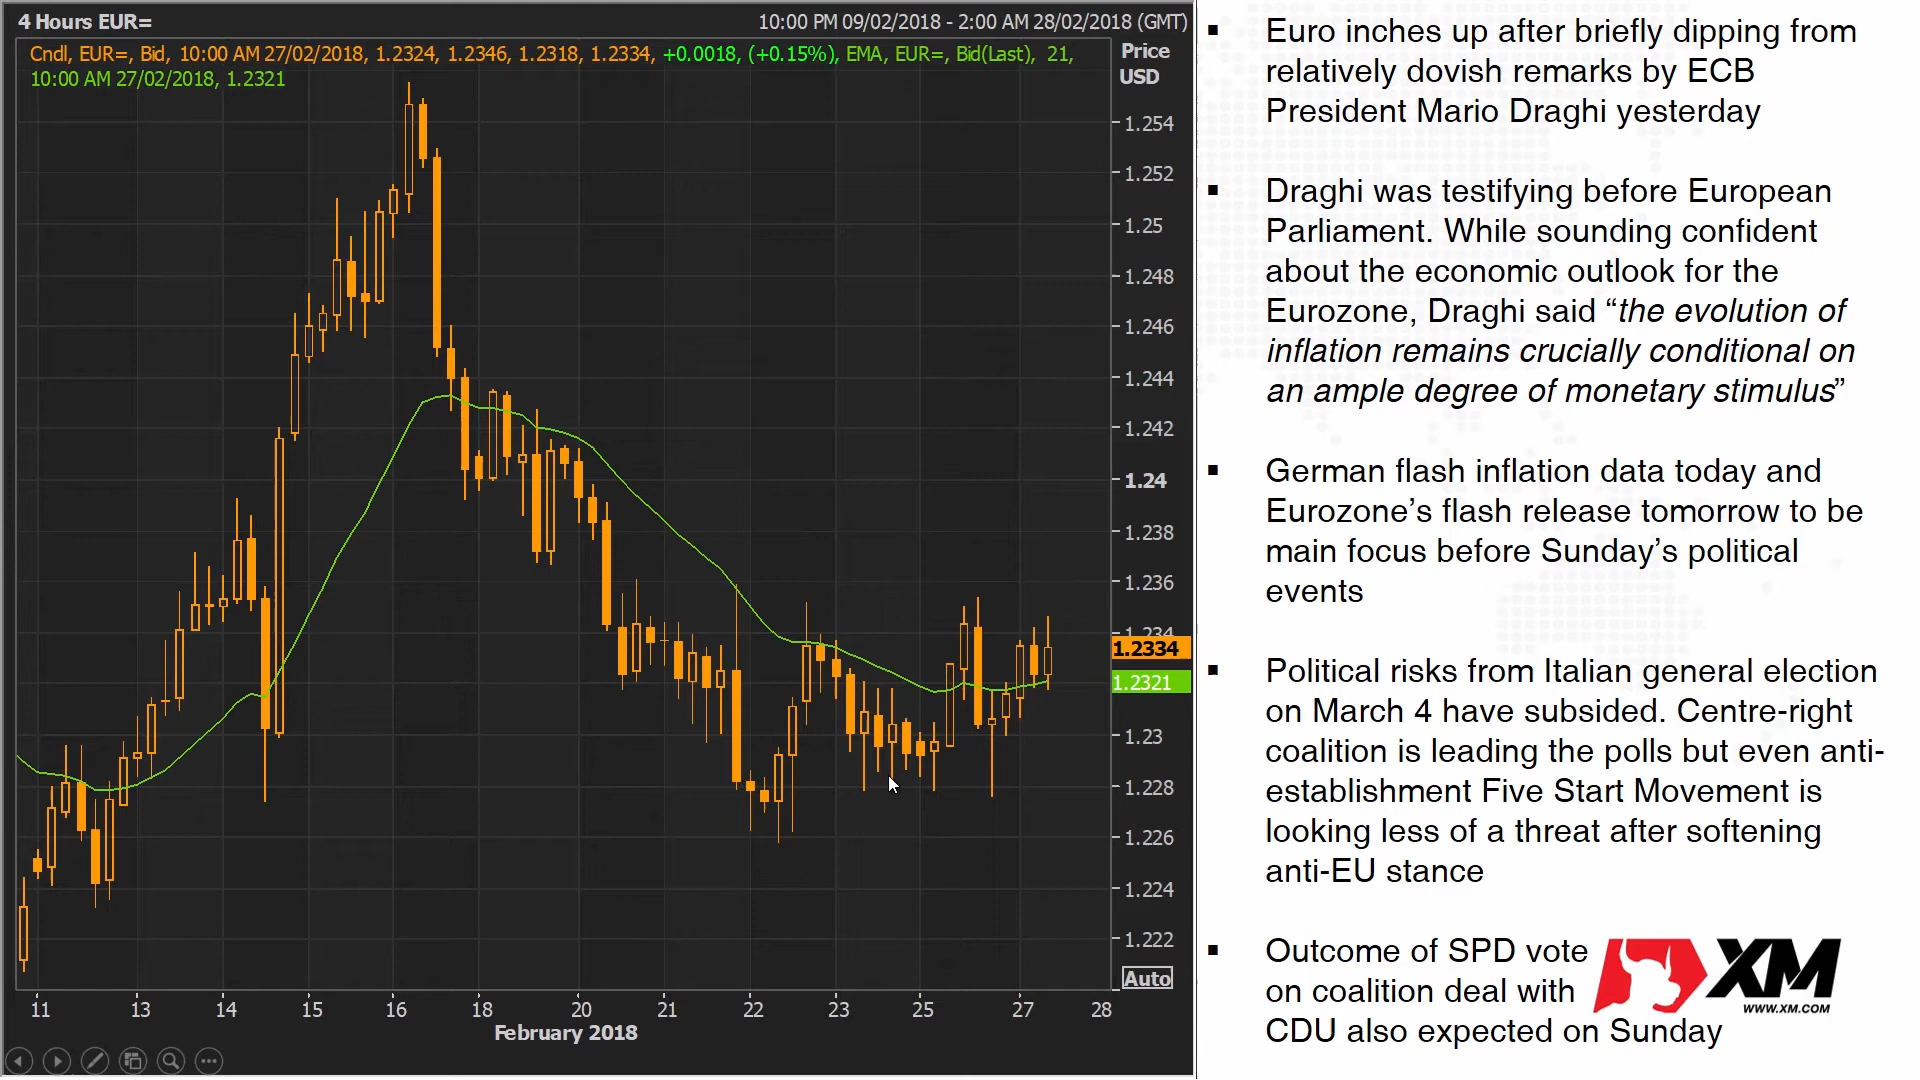 4 Hours EUR=
10:00 PM 09/02/2018 - 2:00 AM 28/02/2018 (GMT)
Cndl, EUR=, Bid, 10:00 AM 27/02/2018, 1.2324, 1.2346, 1.2318, 1.2334, +0.0018, (+0.15%), EMA, EUR=, Bid(Last), 21,
10:00 AM 27/02/2018, 1.2321
Price
USD
1.254
1.252
1.25
1.248
1.246
1.244
1.242
1.24
1.238
1.236
1.234
1.2334
1.2321
1.23
1.228
1.226
1.224
1.222
Auto
11 13 14 15 16 18 20 21 22 23 25 27 28
February 2018
▪ Euro inches up after briefly dipping from
relatively dovish remarks by ECB
President Mario Draghi yesterday
▪ Draghi was testifying before European
Parliament. While sounding confident
about the economic outlook for the
Eurozone, Draghi said “the evolution of
inflation remains crucially conditional on
an ample degree of monetary stimulus”
▪ German flash inflation data today and
Eurozone’s flash release tomorrow to be
main focus before Sunday’s political
events
▪ Political risks from Italian general election
on March 4 have subsided. Centre-right
coalition is leading the polls but even anti-
establishment Five Start Movement is
looking less of a threat after softening
anti-EU stance
▪ Outcome of SPD vote
on coalition deal with
CDU also expected on Sunday
XM
WWW.XM.COM